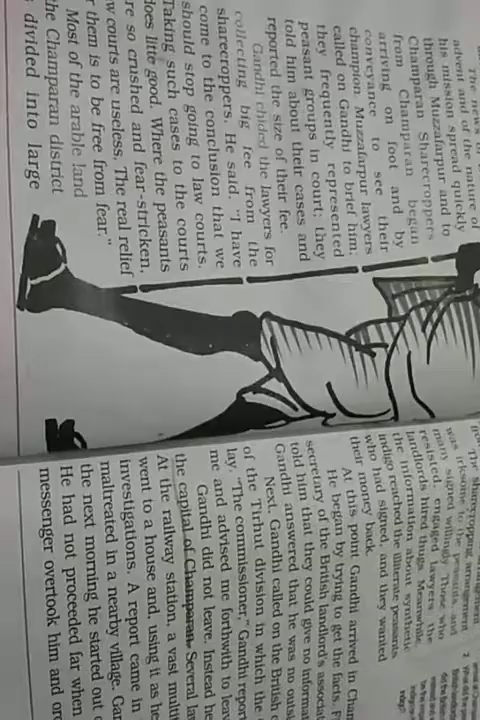 The news of
advent and of the nature of
his mission spread quickly
through Muzzafarpur and to
Champaran. Sharecroppers
from Champaran began
arriving on foot and by
conveyance to see their
champion. Muzzafarpur lawyers
called on Gandhi to brief him;
they frequently represented
peasant groups in court; they
told him about their cases and
reported the size of their fee.
Gandhi chided the lawyers for
collecting big fee from the
sharecroppers. He said, "I have
come to the conclusion that we
should stop going to law courts.
Taking such cases to the courts
does little good. Where the peasants
re so crushed and fear-stricken,
w courts are useless. The real relief
r them is to be free from fear."
Most of the arable land
the Champaran district
divided into large
The sharecropping arrangement
was irksome to the peasants, and
many signed willingly. Those who
resisted, engaged lawyers; the
landlords hired thugs. Meanwhile,
the information about synthetic
indigo reached the illiterate peasants
who had signed, and they wanted
their money back.
At this point Gandhi arrived in Cham
He began by trying to get the facts. F
secretary of the British landlord's associa
told him that they could give no informat
Gandhi answered that he was no outsi
Next, Gandhi called on the British c
of the Tirhut division in which the
lay. "The commissioner," Gandhi report
me and advised me forthwith to leav
Gandhi did not leave. Instead he
the capital of Champaran. Several law
At the railway station, a vast multit
went to a house and, using it as he
investigations. A report came in
maltreated in a nearby village. Gan
the next morning he started out o
He had not proceeded far when
messenger overtook him and ord